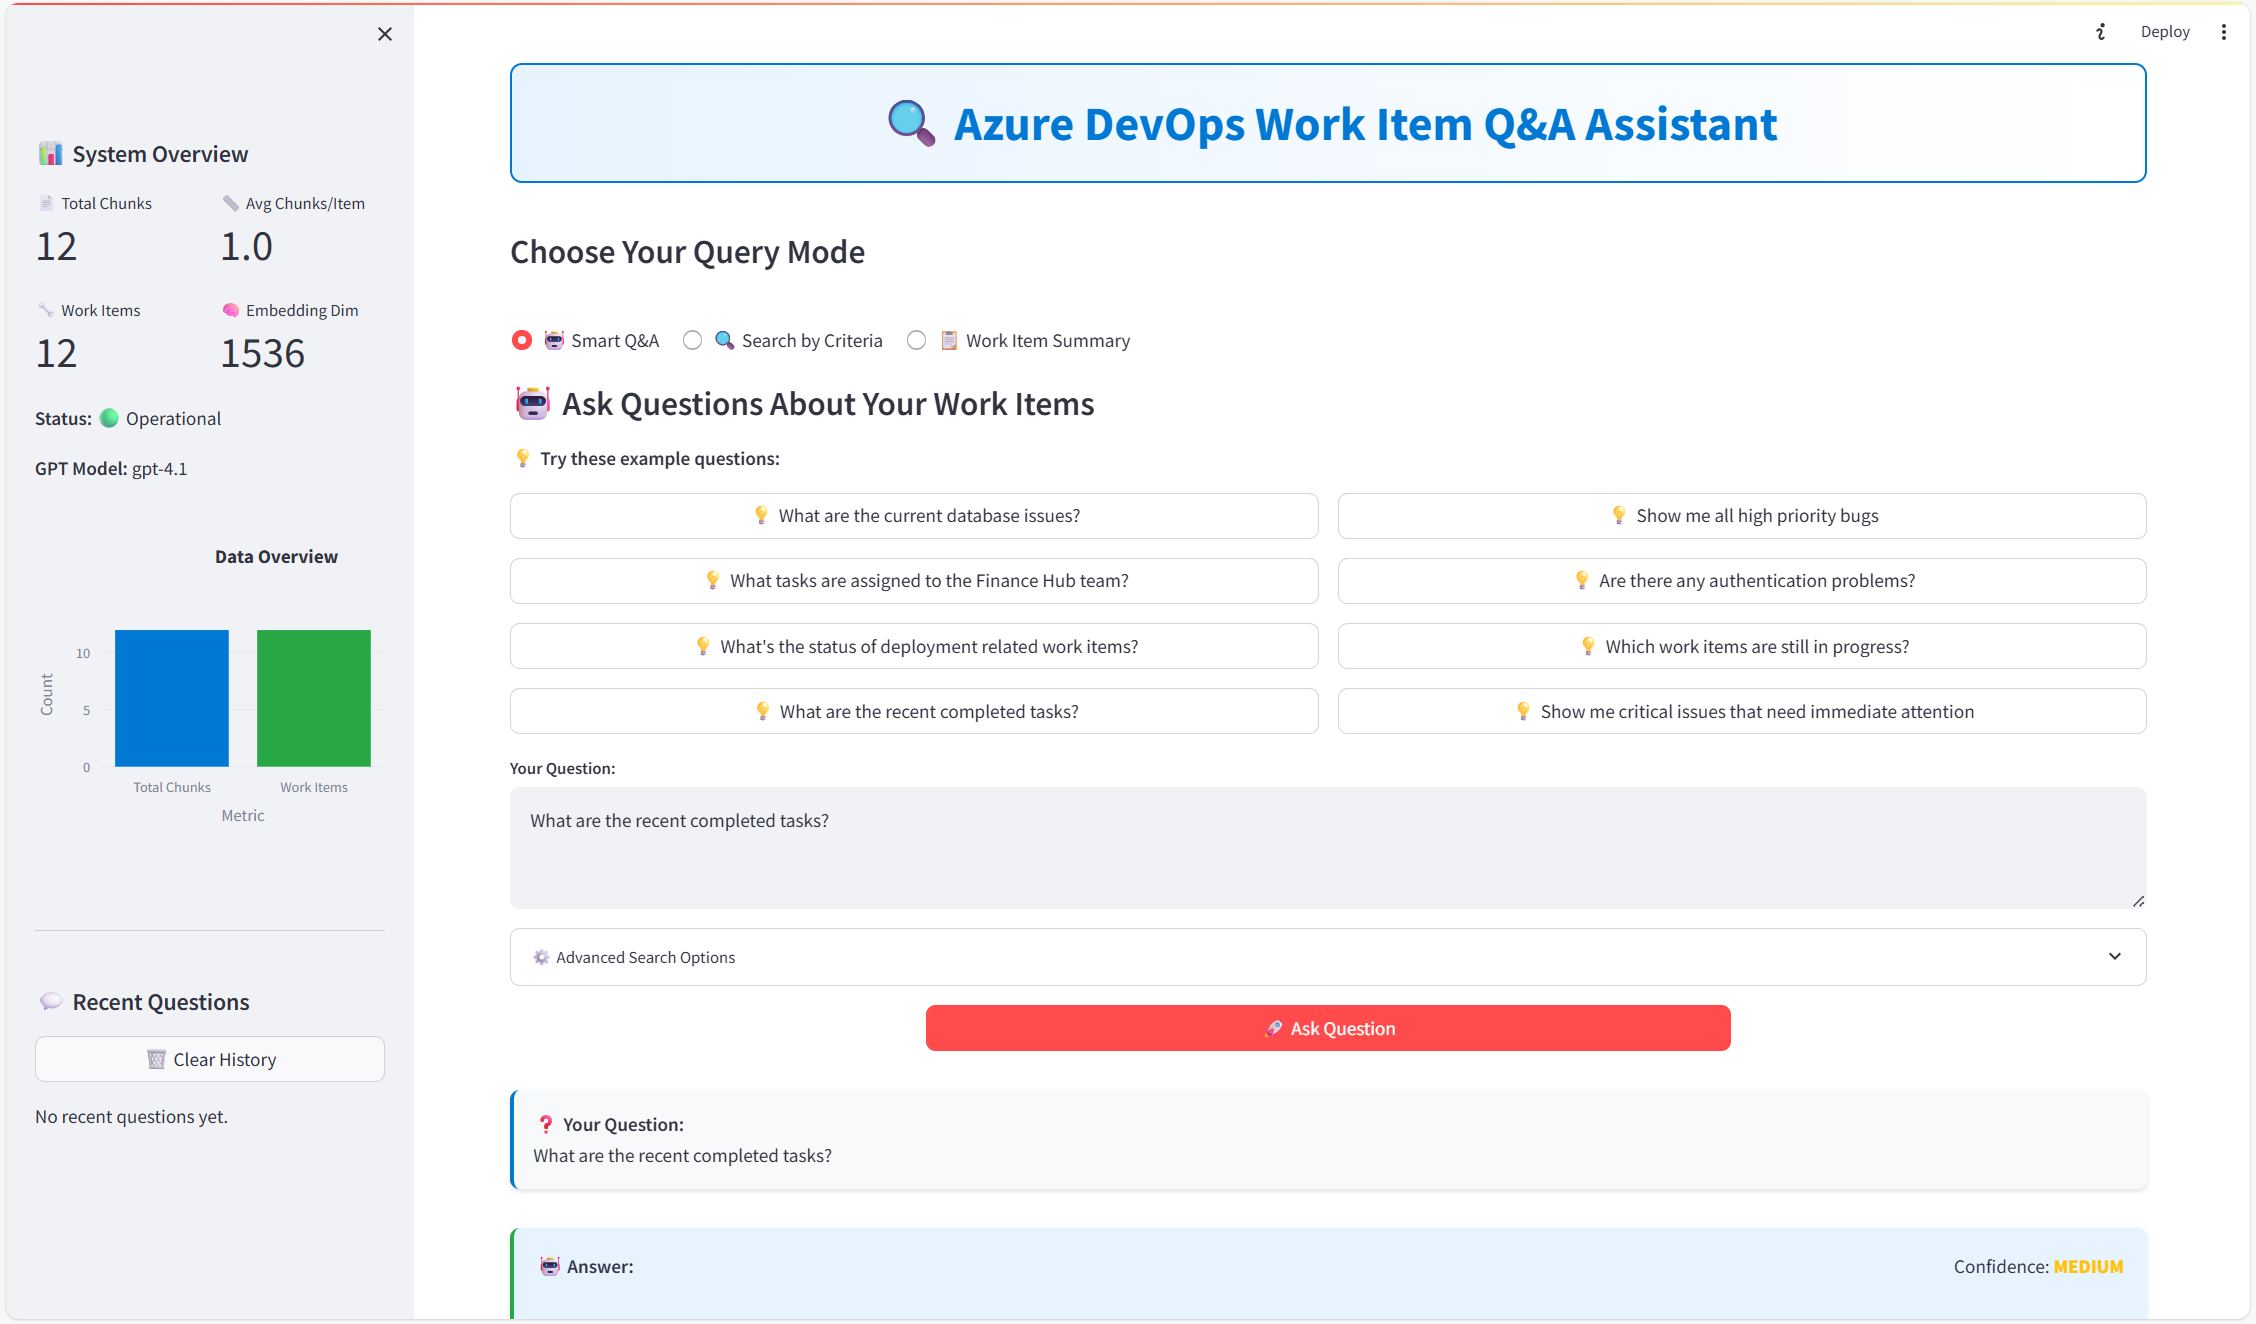 Deploy
Azure DevOps Work Item Q&A Assistant
System Overview
Total Chunks
12
Avg Chunks/Item
1.0
Work Items
12
Embedding Dim
1536
Status: Operational
GPT Model: gpt-4.1
Data Overview
10
5
0
Count
Total Chunks
Work Items
Metric
Recent Questions
Clear History
No recent questions yet.
Choose Your Query Mode
Smart Q&A
Search by Criteria
Work Item Summary
Ask Questions About Your Work Items
Try these example questions:
What are the current database issues?
Show me all high priority bugs
What tasks are assigned to the Finance Hub team?
Are there any authentication problems?
What's the status of deployment related work items?
Which work items are still in progress?
What are the recent completed tasks?
Show me critical issues that need immediate attention
Your Question:
What are the recent completed tasks?
Advanced Search Options
Ask Question
Your Question:
What are the recent completed tasks?
Answer:
Confidence: MEDIUM